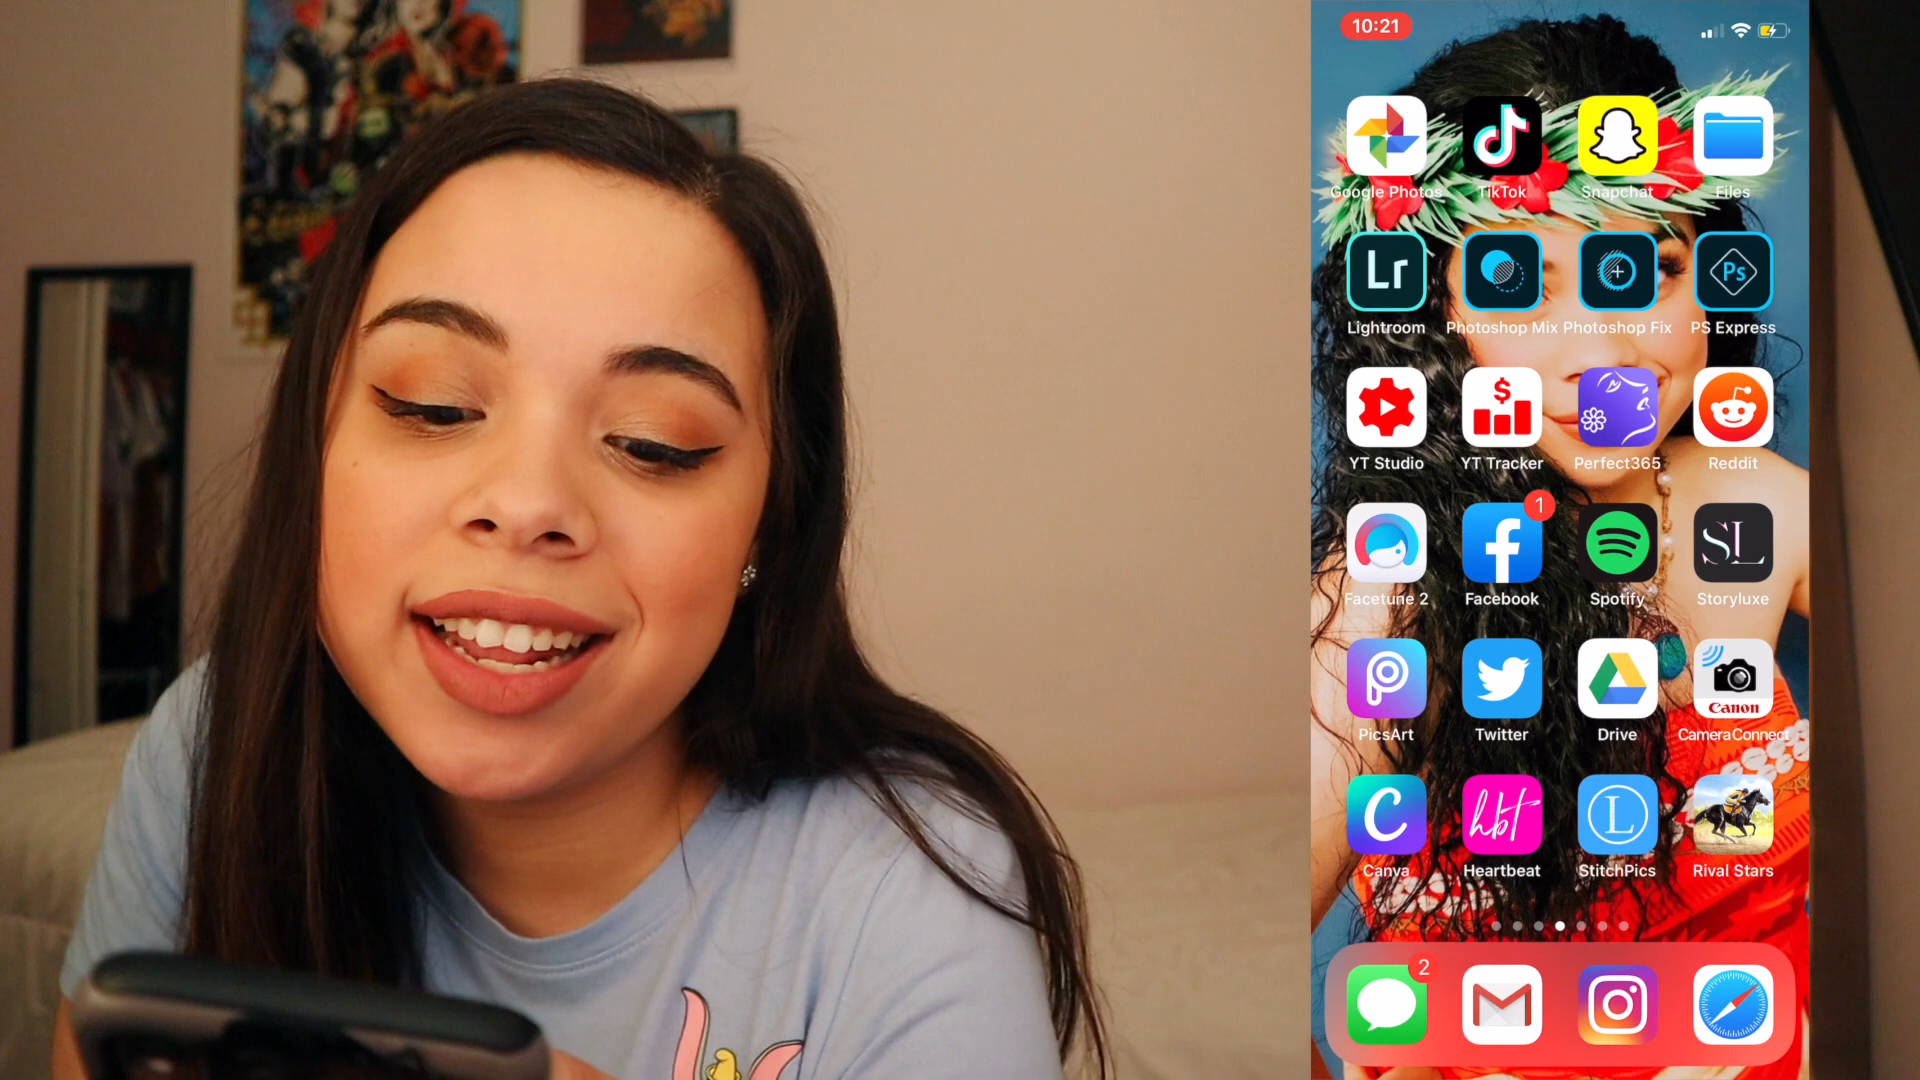 10:21
Google Photos TikTok Snapchat Files
Lr
Ps
Lightroom Photoshop Mix Photoshop Fix PS Express
$
YT Studio YT Tracker Perfect365 Reddit
1
SL
Facetune 2 Facebook Spotify Storyluxe
Canon
PicsArt Twitter Drive CameraConnect
C hbt L
Canva Heartbeat StitchPics Rival Stars
2